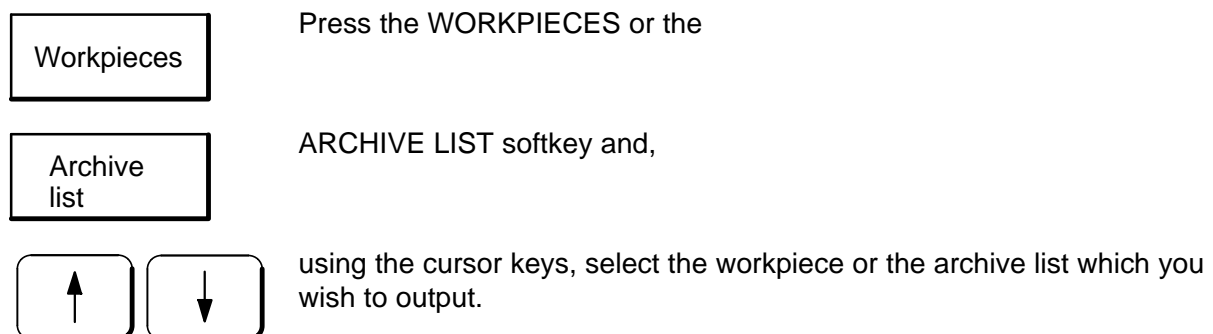 Workpieces
Press the WORKPIECES or the
Archive
list
ARCHIVE LIST softkey and,
using the cursor keys, select the workpiece or the archive list which you
wish to output.